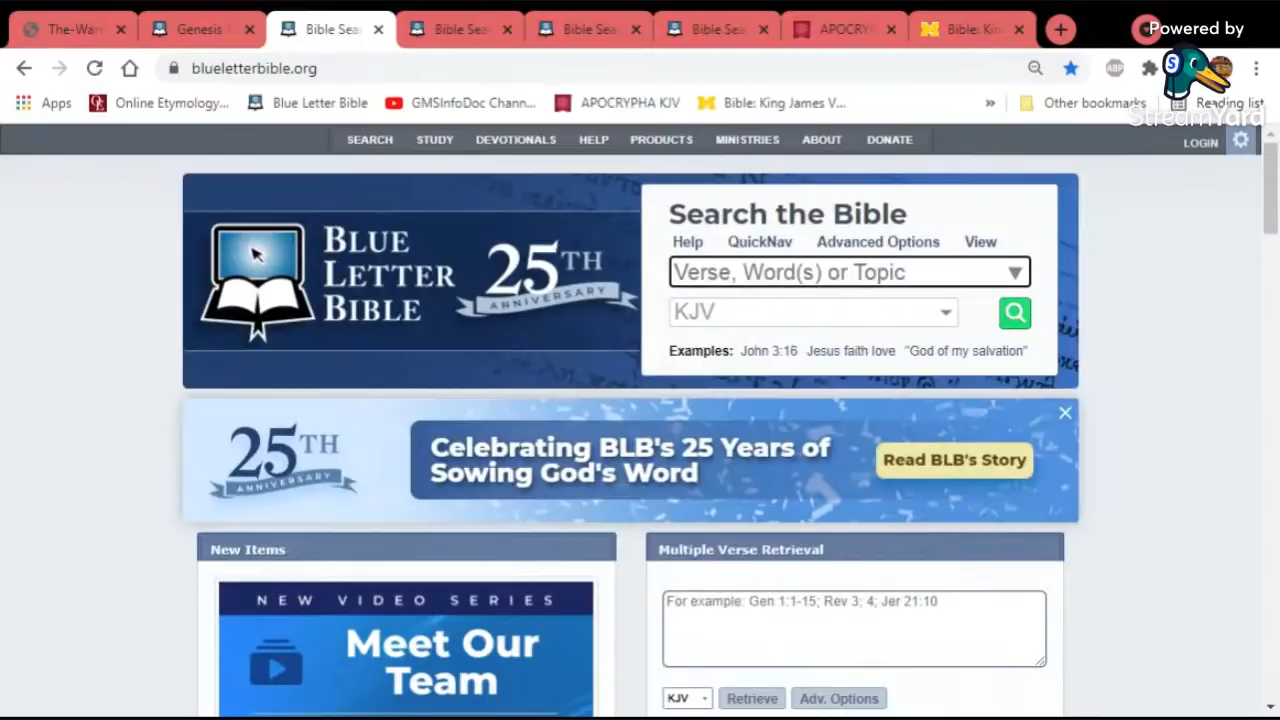 The-War
Genesis
Bible Sea
Bible Sea
Bible Sea
Bible Sea
APOCRY
Bible: Kin
Powered by
StreamYard
blueletterbible.org
ABP
Apps
Online Etymology...
Blue Letter Bible
GMSInfoDoc Chann...
APOCRYPHA KJV
Bible: King James V...
»
Other bookmarks
Reading list
SEARCH STUDY DEVOTIONALS HELP PRODUCTS MINISTRIES ABOUT DONATE
LOGIN
BLUE
LETTER
BIBLE
25TH
ANNIVERSARY
Search the Bible
Help QuickNav Advanced Options View
Verse, Word(s) or Topic
KJV
Examples: John 3:16 Jesus faith love "God of my salvation"
25TH
ANNIVERSARY
Celebrating BLB's 25 Years of
Sowing God's Word
Read BLB's Story
New Items
NEW VIDEO SERIES
Meet Our
Team
Multiple Verse Retrieval
For example: Gen 1:1-15; Rev 3; 4; Jer 21:10
KJV Retrieve Adv. Options